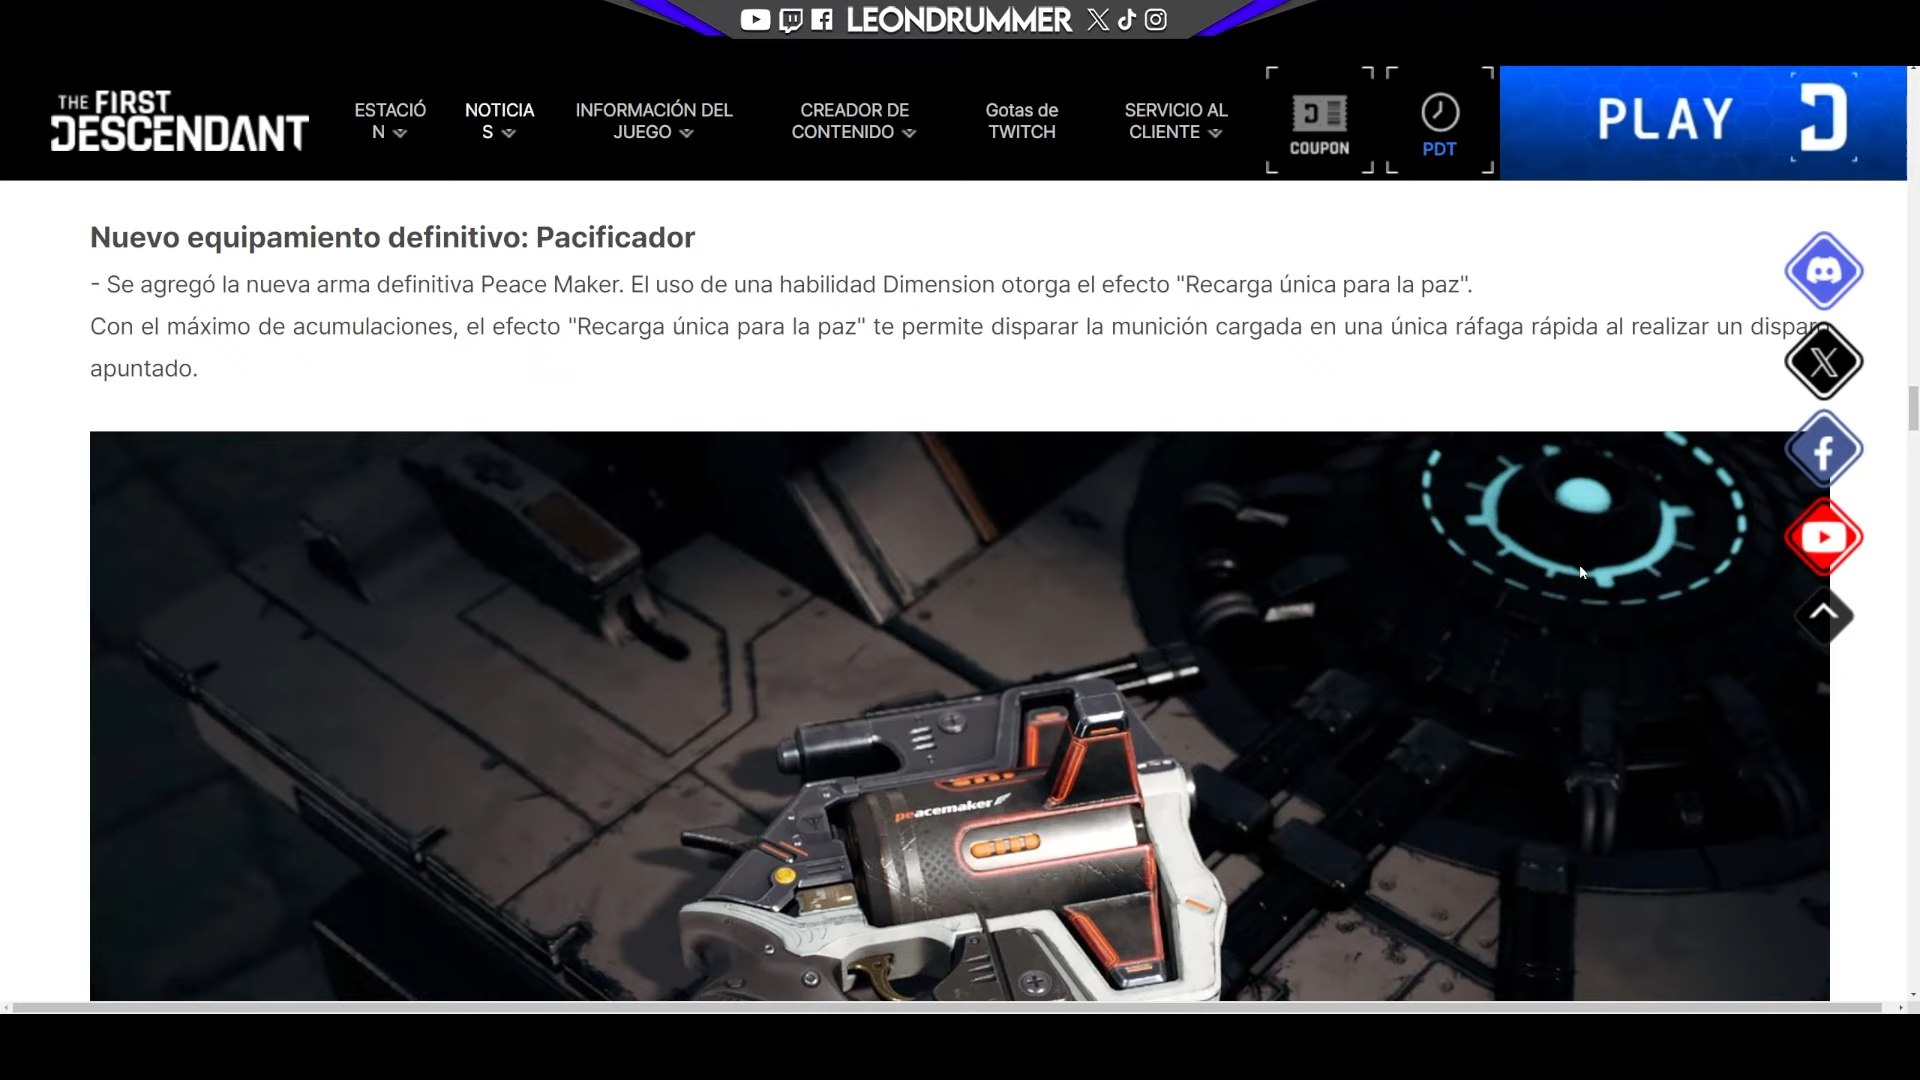 LEONDRUMMER
THE FIRST
DESCENDANT
ESTACIÓ
N
NOTICIA
S
INFORMACIÓN DEL
JUEGO
CREADOR DE
CONTENIDO
Gotas de
TWITCH
SERVICIO AL
CLIENTE
COUPON
PDT
PLAY
Nuevo equipamiento definitivo: Pacificador
- Se agregó la nueva arma definitiva Peace Maker. El uso de una habilidad Dimension otorga el efecto "Recarga única para la paz".
Con el máximo de acumulaciones, el efecto "Recarga única para la paz" te permite disparar la munición cargada en una única ráfaga rápida al realizar un disparo
apuntado.
peacemaker